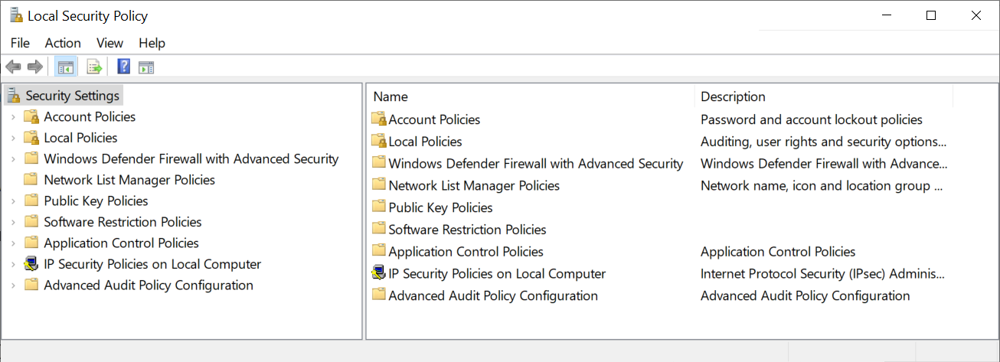 Local Security Policy
File Action View Help
Security Settings
Account Policies
Local Policies
Windows Defender Firewall with Advanced Security
Network List Manager Policies
Public Key Policies
Software Restriction Policies
Application Control Policies
IP Security Policies on Local Computer
Advanced Audit Policy Configuration
Name Description
Account Policies Password and account lockout policies
Local Policies Auditing, user rights and security options...
Windows Defender Firewall with Advanced Security Windows Defender Firewall with Advance...
Network List Manager Policies Network name, icon and location group ...
Public Key Policies
Software Restriction Policies
Application Control Policies Application Control Policies
IP Security Policies on Local Computer Internet Protocol Security (IPsec) Adminis...
Advanced Audit Policy Configuration Advanced Audit Policy Configuration